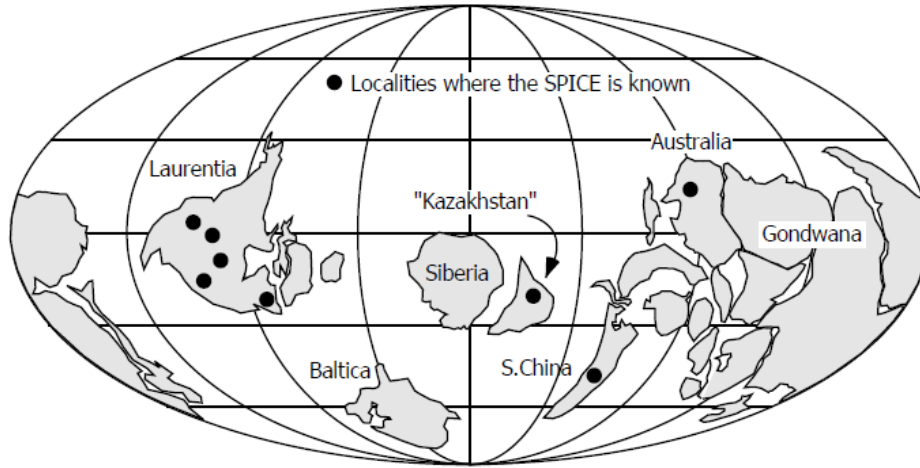 Localities where the SPICE is known
Australia
Laurentia
"Kazakhstan"
Gondwana
Siberia
Baltica
S.China